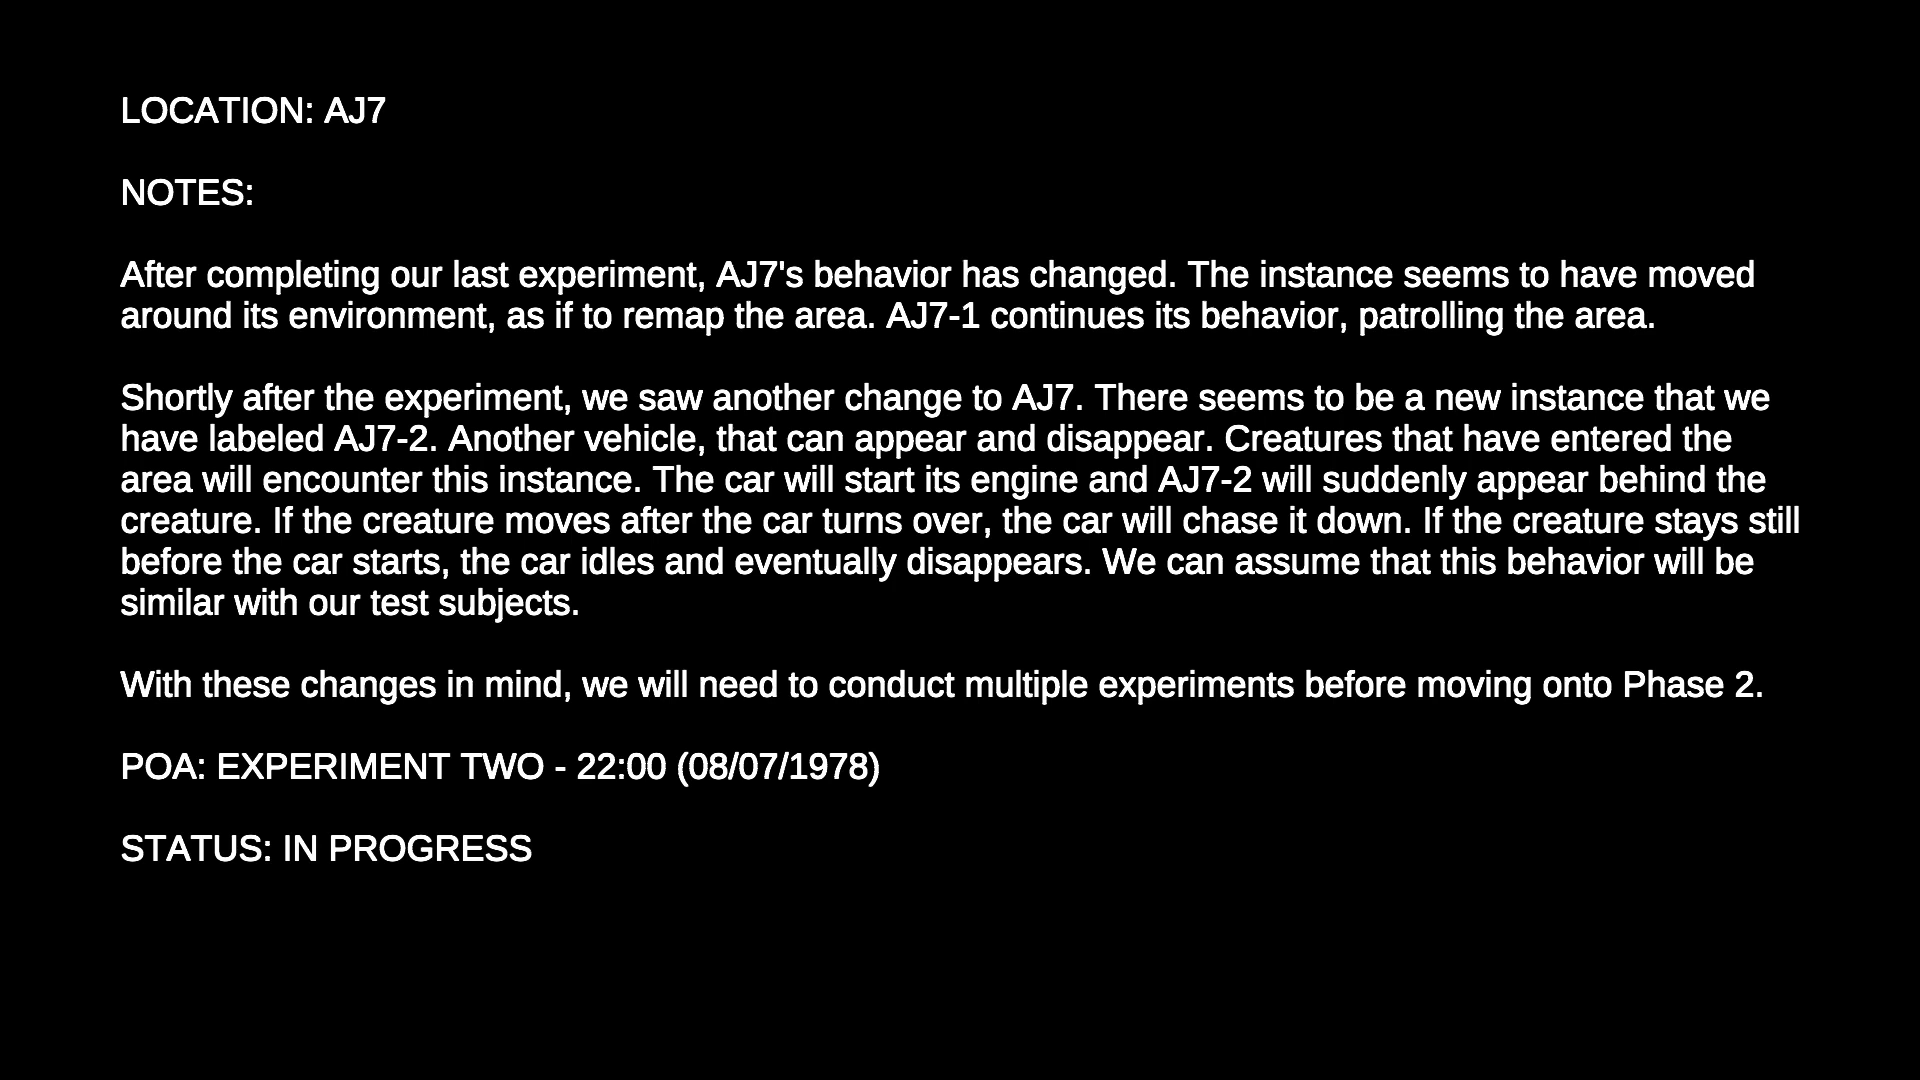 LOCATION: AJ7
NOTES:
After completing our last experiment, AJ7's behavior has changed. The instance seems to have moved
around its environment, as if to remap the area. AJ7-1 continues its behavior, patrolling the area.
Shortly after the experiment, we saw another change to AJ7. There seems to be a new instance that we
have labeled AJ7-2. Another vehicle, that can appear and disappear. Creatures that have entered the
area will encounter this instance. The car will start its engine and AJ7-2 will suddenly appear behind the
creature. If the creature moves after the car turns over, the car will chase it down. If the creature stays still
before the car starts, the car idles and eventually disappears. We can assume that this behavior will be
similar with our test subjects.
With these changes in mind, we will need to conduct multiple experiments before moving onto Phase 2.
POA: EXPERIMENT TWO - 22:00 (08/07/1978)
STATUS: IN PROGRESS